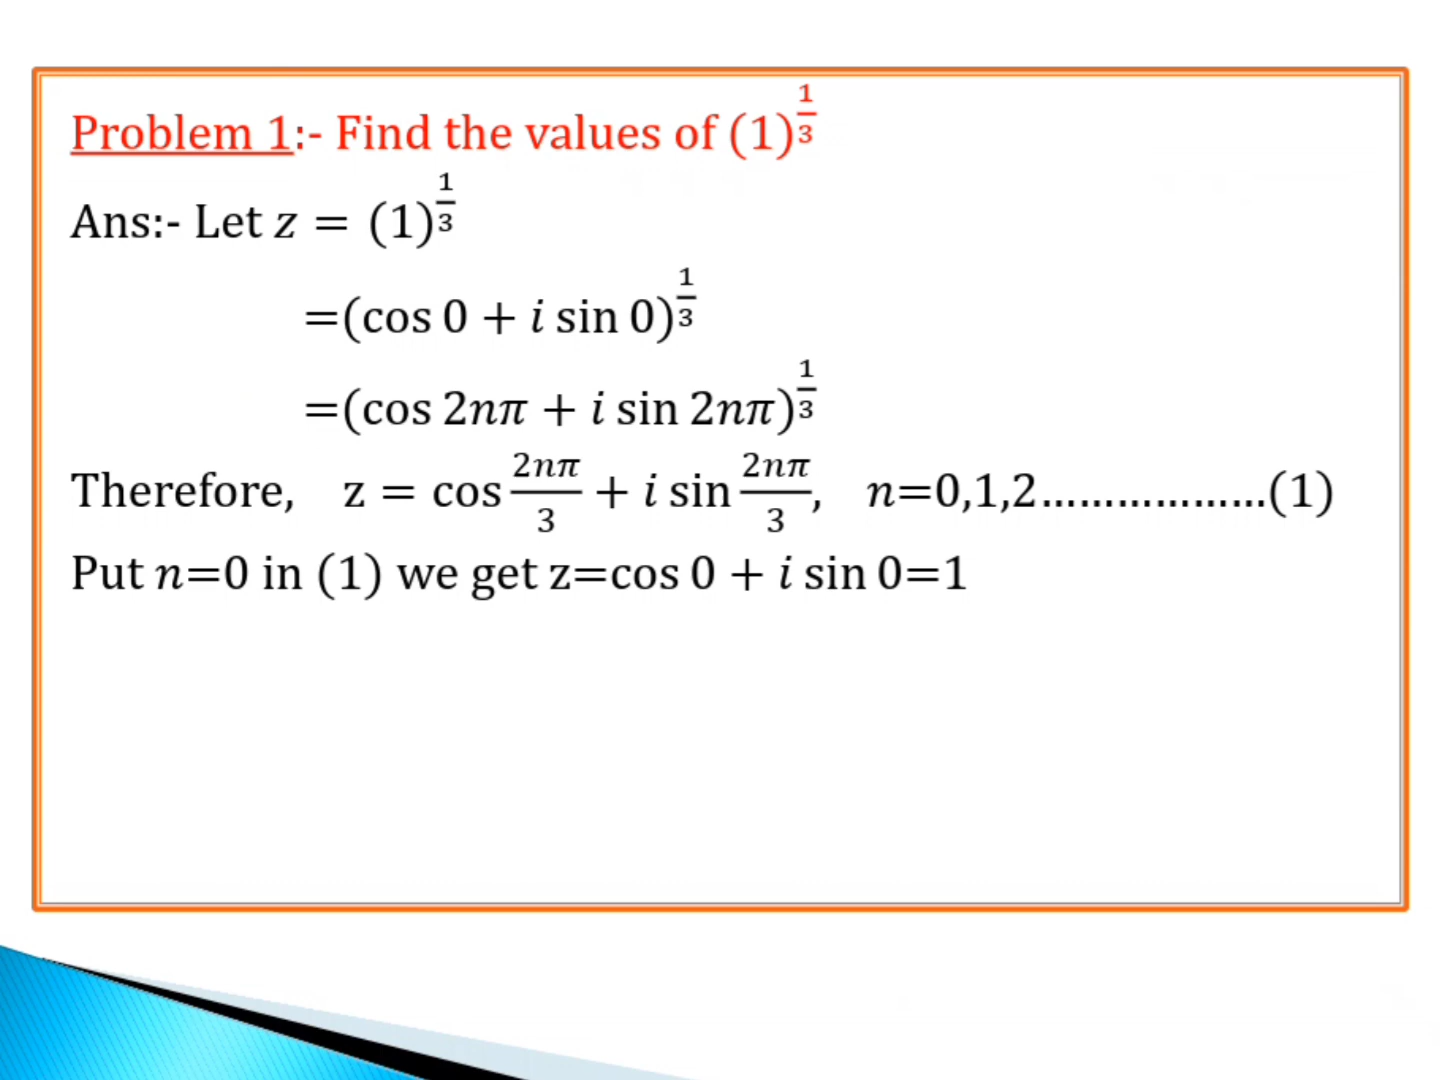 Problem 1:- Find the values of (1)^{1/3}
Ans:- Let z = (1)^{1/3}
=(cos 0 + i sin 0)^{1/3}
=(cos 2nπ + i sin 2nπ)^{1/3}
Therefore, z = cos 2nπ/3 + i sin 2nπ/3, n=0,1,2………………(1)
Put n=0 in (1) we get z=cos 0 + i sin 0=1